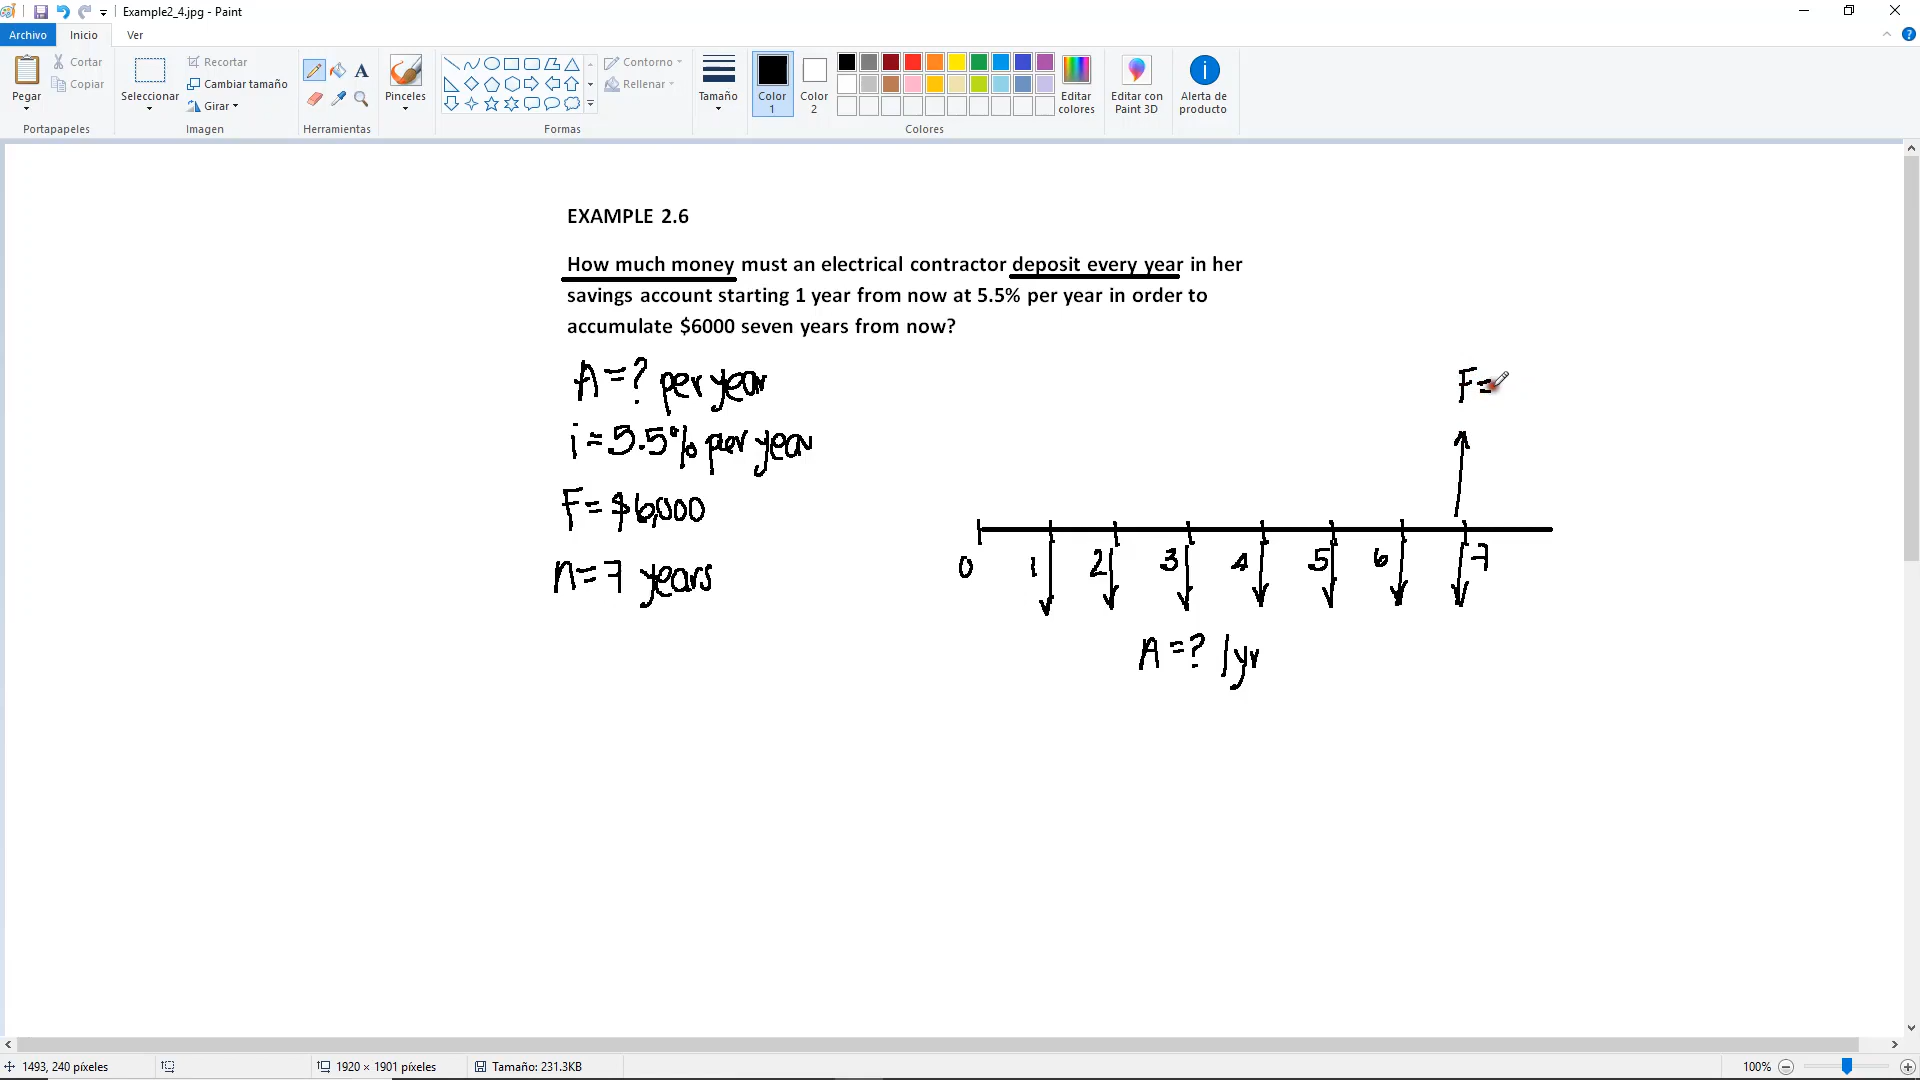 Example2_4.jpg - Paint
Archivo Inicio Ver
Pegar
Cortar
Copiar
Portapapeles
Seleccionar
Recortar
Cambiar tamaño
Girar
Imagen
A
Herramientas
Pinceles
Contorno
Rellenar
Formas
Tamaño
Color 1
Color 2
Colores
Editar colores
Editar con Paint 3D
Alerta de producto
EXAMPLE 2.6
How much money must an electrical contractor deposit every year in her
savings account starting 1 year from now at 5.5% per year in order to
accumulate $6000 seven years from now?
A=? per year
i=5.5% per year
F=$6,000
n=7 years
F=
0 1 2 3 4 5 6 7
A=? /yr
1493, 240 píxeles 1920 × 1901 píxeles Tamaño: 231.3KB 100%